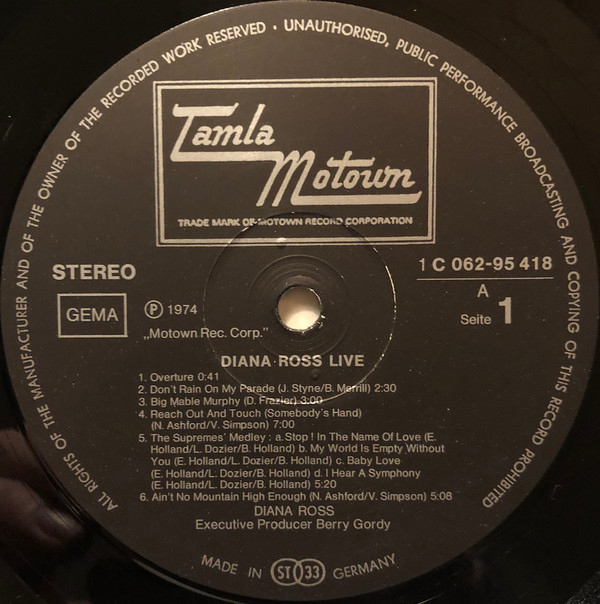 ALL RIGHTS OF THE MANUFACTURER AND OF THE OWNER OF THE RECORDED WORK RESERVED · UNAUTHORISED, PUBLIC PERFORMANCE BROADCASTING AND COPYING OF THIS RECORD PROHIBITED
Tamla
Motown
TRADE MARK OF MOTOWN RECORD CORPORATION
STEREO
1 C 062-95 418
GEMA
Ⓟ 1974
A
Seite 1
„Motown Rec. Corp."
DIANA ROSS LIVE
1. Overture 0:41
2. Don't Rain On My Parade (J. Styne/B. Merrill) 2:30
3. Big Mable Murphy (D. Frazier) 3:00
4. Reach Out And Touch (Somebody's Hand)
(N. Ashford/V. Simpson) 7:00
5. The Supremes' Medley : a. Stop ! In The Name Of Love (E.
Holland/L. Dozier/B. Holland) b. My World Is Empty Without
You (E. Holland/L. Dozier/B. Holland) c. Baby Love
(E. Holland/L. Dozier/B. Holland) d. I Hear A Symphony
(E. Holland/L. Dozier/B. Holland) 5:20
6. Ain't No Mountain High Enough (N. Ashford/V. Simpson) 5:08
DIANA ROSS
Executive Producer Berry Gordy
MADE IN ST 33 GERMANY